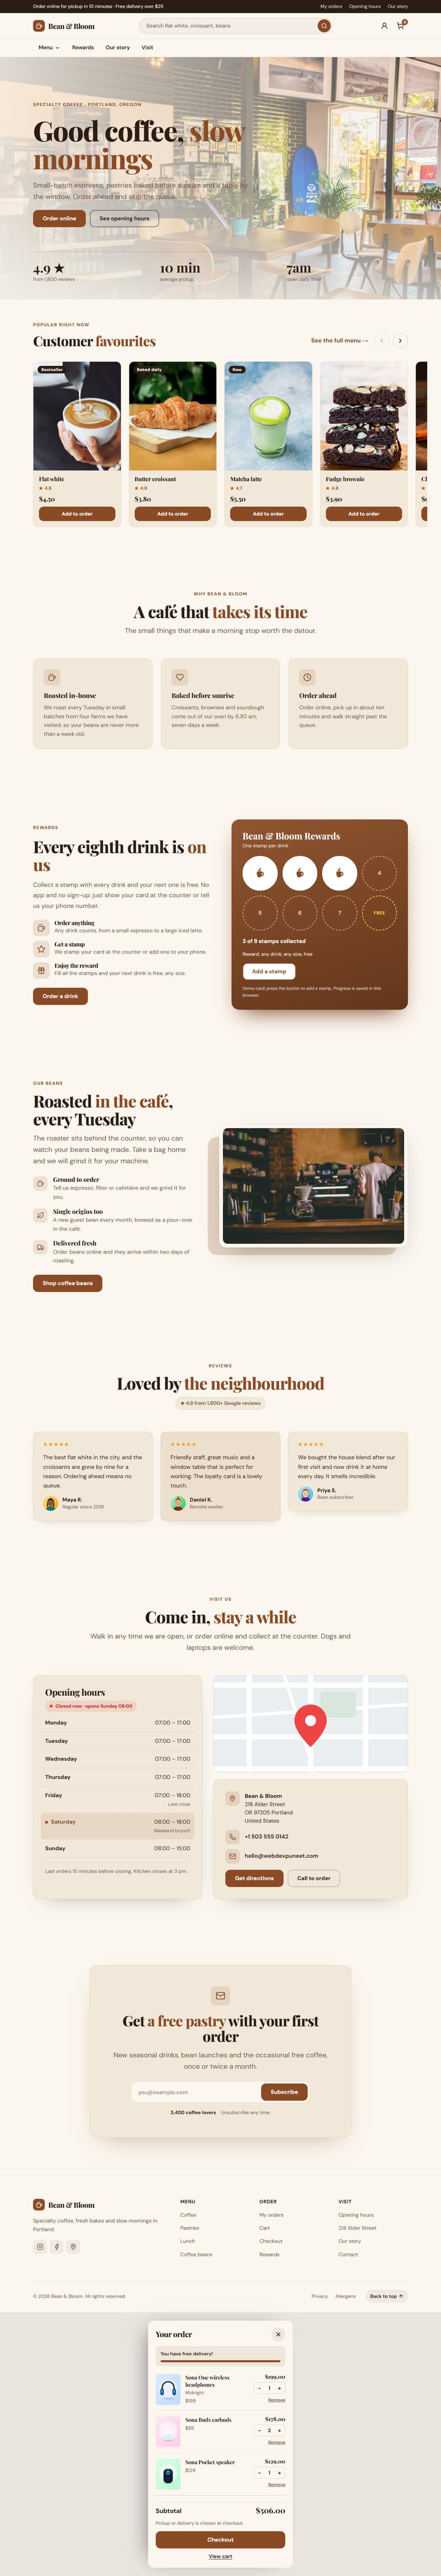 Order online for pickup in 10 minutes · Free delivery over $25
My orders Opening hours Our story
Bean & Bloom
Search flat white, croissant, beans
Menu Rewards Our story Visit
SPECIALTY COFFEE · PORTLAND, OREGON
Good coffee, slow
mornings
Small-batch espresso, pastries baked before sunrise and a table by
the window. Order ahead and skip the queue.
Order online See opening hours
4.9 ★ 10 min 7am
from 1,800 reviews average pickup open daily from
POPULAR RIGHT NOW
Customer favourites
See the full menu →
Bestseller
Baked daily
New
Flat white
★ 4.9
$4.50
Add to order
Butter croissant
★ 4.9
$3.80
Add to order
Matcha latte
★ 4.7
$5.50
Add to order
Fudge brownie
★ 4.8
$3.90
Add to order
WHY BEAN & BLOOM
A café that takes its time
The small things that make a morning stop worth the detour.
Roasted in-house
We roast every Tuesday in small
batches from four farms we have
visited, so your beans are never more
than a week old.
Baked before sunrise
Croissants, brownies and sourdough
come out of our oven by 6.30 am,
seven days a week.
Order ahead
Order online, pick up in about ten
minutes and walk straight past the
queue.
REWARDS
Every eighth drink is on
us
Collect a stamp with every drink and your next one is free. No
app and no sign-up; just show your card at the counter or tell
us your phone number.
Order anything
Any drink counts, from a small espresso to a large iced latte.
Get a stamp
We stamp your card at the counter or add one to your phone.
Enjoy the reward
Fill all the stamps and your next drink is free, any size.
Order a drink
Bean & Bloom Rewards
One stamp per drink
4
5 6 7 FREE
3 of 8 stamps collected
Reward: any drink, any size, free
Add a stamp
Demo card: press the button to add a stamp. Progress is saved in this
browser.
OUR BEANS
Roasted in the café,
every Tuesday
The roaster sits behind the counter, so you can
watch your beans being made. Take a bag home
and we will grind it for your machine.
Ground to order
Tell us espresso, filter or cafetière and we grind it for
you.
Single origins too
A new guest bean every month, brewed as a pour-over
in the café.
Delivered fresh
Order beans online and they arrive within two days of
roasting.
Shop coffee beans
REVIEWS
Loved by the neighbourhood
★ 4.9 from 1,800+ Google reviews
★★★★★
The best flat white in the city, and the
croissants are gone by nine for a
reason. Ordering ahead means no
queue.
Maya R.
Regular since 2019
★★★★★
Friendly staff, great music and a
window table that is perfect for
working. The loyalty card is a lovely
touch.
Daniel K.
Remote worker
★★★★★
We bought the house blend after our
first visit and now drink it at home
every day. It smells incredible.
Priya S.
Bean subscriber
VISIT US
Come in, stay a while
Walk in any time we are open, or order online and collect at the counter. Dogs and
laptops are welcome.
Opening hours
Closed now · opens Sunday 08:00
Monday 07:00 – 17:00
Tuesday 07:00 – 17:00
Wednesday 07:00 – 17:00
Thursday 07:00 – 17:00
Friday 07:00 – 18:00
Late close
Saturday 08:00 – 18:00
Weekend brunch
Sunday 08:00 – 15:00
Last orders 15 minutes before closing. Kitchen closes at 3 pm.
Bean & Bloom
218 Alder Street
OR 97205 Portland
United States
+1 503 555 0142
hello@webdevpuneet.com
Get directions Call to order
Get a free pastry with your first
order
New seasonal drinks, bean launches and the occasional free coffee,
once or twice a month.
you@example.com
Subscribe
3,400 coffee lovers · Unsubscribe any time.
Bean & Bloom
Specialty coffee, fresh bakes and slow mornings in
Portland.
MENU
Coffee
Pastries
Lunch
Coffee beans
ORDER
My orders
Cart
Checkout
Rewards
VISIT
Opening hours
218 Alder Street
Our story
Contact
© 2026 Bean & Bloom. All rights reserved.
Privacy Allergens Back to top ↑
Your order
You have free delivery!
Sona One wireless
headphones
Midnight
$199
$199.00
− 1 +
Remove
Sona Buds earbuds
$89
$178.00
− 2 +
Remove
Sona Pocket speaker
$129
$129.00
− 1 +
Remove
Subtotal $506.00
Pickup or delivery is chosen at checkout.
Checkout
View cart